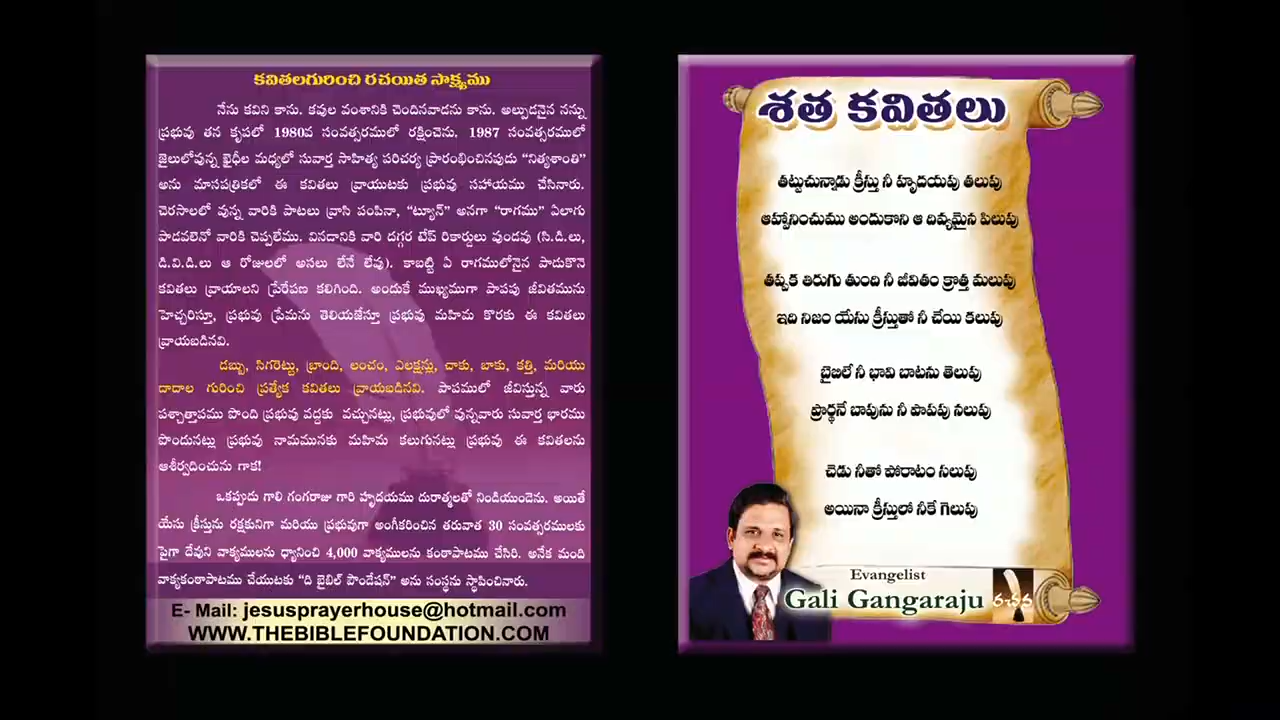 కవితలగురించి రచయిత సాక్ష్యము
నేను కవిని కాను. కవుల వంశానికి చెందినవాడను కాను. అల్పుడనైన నన్ను
ప్రభువు తన కృపలో 1980వ సంవత్సరములో రక్షించెను. 1987 సంవత్సరములో
జైలులోవున్న ఖైధీల మధ్యలో సువార్త సాహిత్య పరిచర్య ప్రారంభించినపుడు “నిత్యశాంతి”
అను మాసపత్రికలో ఈ కవితలు వ్రాయుటకు ప్రభువు సహాయము చేసినారు.
చెరసాలలో వున్న వారికి పాటలు వ్రాసి పంపినా, “ట్యూన్” అనగా “రాగము” ఏలాగు
పాడవలెనో వారికి చెప్పలేము. వినడానికి వారి దగ్గర టేప్ రికార్డులు వుండవు (సి.డి.లు,
డి.వి.డి.లు ఆ రోజులలో అసలు లేనే లేవు). కాబట్టి ఏ రాగములోనైన పాడుకొనె
కవితలు వ్రాయాలని ప్రేరేపణ కలిగింది. అందుకే ముఖ్యముగా పాపపు జీవితమును
హెచ్చరిస్తూ, ప్రభువు ప్రేమను తెలియజేస్తూ ప్రభువు మహిమ కొరకు ఈ కవితలు
వ్రాయబడినవి.
డబ్బు, సిగరెట్టు, బ్రాంది, లంచం, ఎలక్షన్లు, చాకు, బాకు, కత్తి, మరియు
దాదాల గురించి ప్రత్యేక కవితలు వ్రాయబడినవి. పాపములో జీవిస్తున్న వారు
పశ్చాత్తాపము పొంది ప్రభువు వద్దకు వచ్చునట్లు, ప్రభువులో వున్నవారు సువార్త భారము
పొందునట్లు ప్రభువు నామమునకు మహిమ కలుగునట్లు ప్రభువు ఈ కవితలను
ఆశీర్వదించును గాక!
ఒకప్పుడు గాలి గంగరాజు గారి హృదయము దురాత్మలతో నిండియుండెను. అయితే
యేసు క్రీస్తును రక్షకునిగా మరియు ప్రభువుగా అంగీకరించిన తరువాత 30 సంవత్సరములకు
పైగా దేవుని వాక్యములను ధ్యానించి 4,000 వాక్యములను కంఠాపాటము చేసిరి. అనేక మంది
వాక్యకంఠాపాటము చేయుటకు “ది బైబిల్ పౌండేషన్” అను సంస్థను స్థాపించినారు.
E- Mail: jesusprayerhouse@hotmail.com
WWW.THEBIBLEFOUNDATION.COM
శత కవితలు
తట్టుచున్నాడు క్రీస్తు నీ హృదయపు తలుపు
ఆహ్వానించుము అందుకొని ఆ దివ్యమైన పిలుపు
తప్పక తిరుగు తుంది నీ జీవితం క్రొత్త మలుపు
ఇది నిజం యేసు క్రీస్తుతో నీ చేయి కలుపు
బైబిలే నీ భావి బాటను తెలుపు
ప్రార్థనే బాపును నీ పాపపు నలుపు
చెడు నీతో పోరాటం సలుపు
అయినా క్రీస్తులో నీకే గెలుపు
Evangelist
Gali Gangaraju రచన